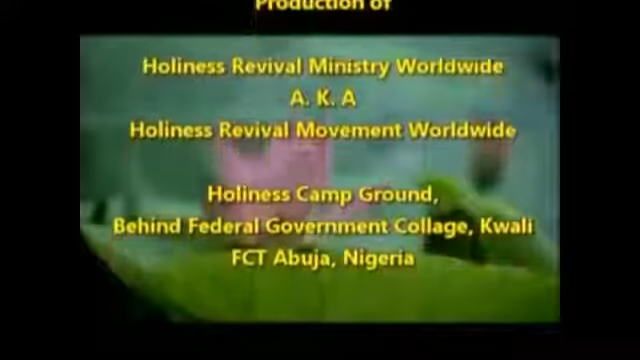 Production of
Holiness Revival Ministry Worldwide
A. K. A
Holiness Revival Movement Worldwide
Holiness Camp Ground,
Behind Federal Government Collage, Kwali
FCT Abuja, Nigeria